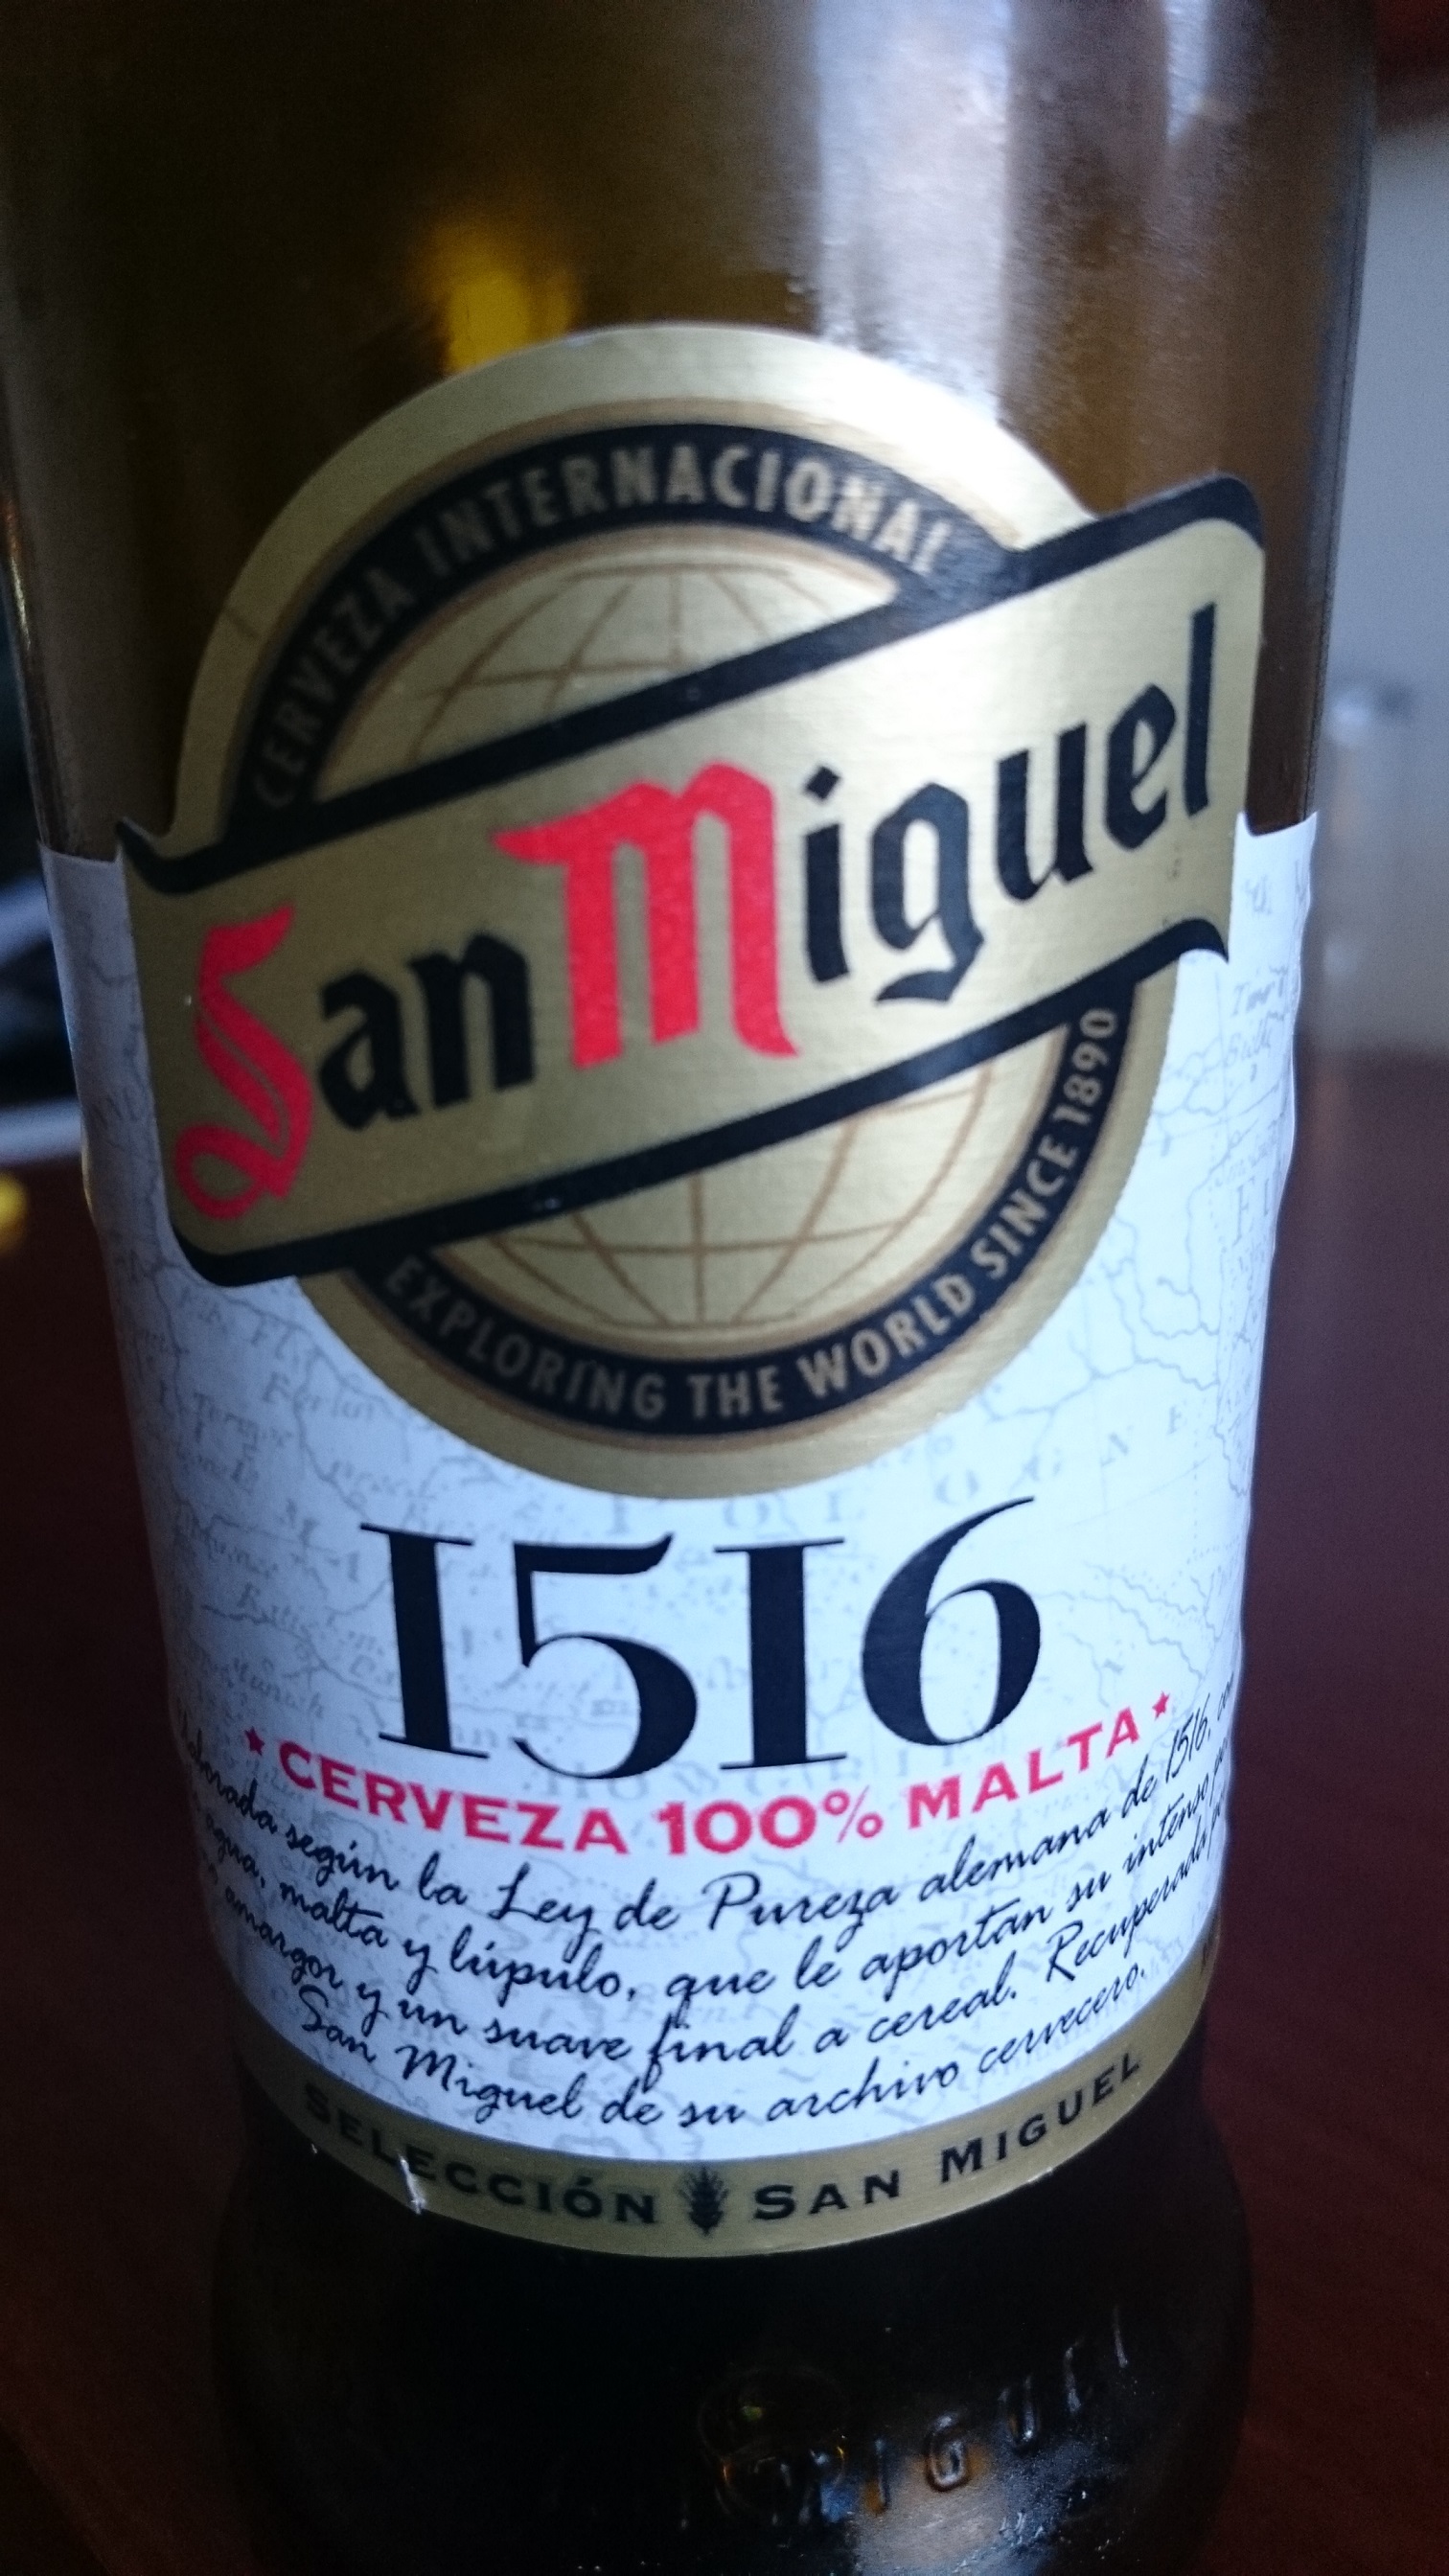 CERVEZA INTERNACIONAL
San Miguel
EXPLORING THE WORLD SINCE 1890
1516
★ CERVEZA 100% MALTA ★
Elaborada según la Ley de Pureza alemana de 1516,
agua, malta y lúpulo, que le aportan su intenso
amargor y un suave final a cereal. Recuperada
San Miguel de su archivo cervecero.
SELECCIÓN SAN MIGUEL
MIGUEL